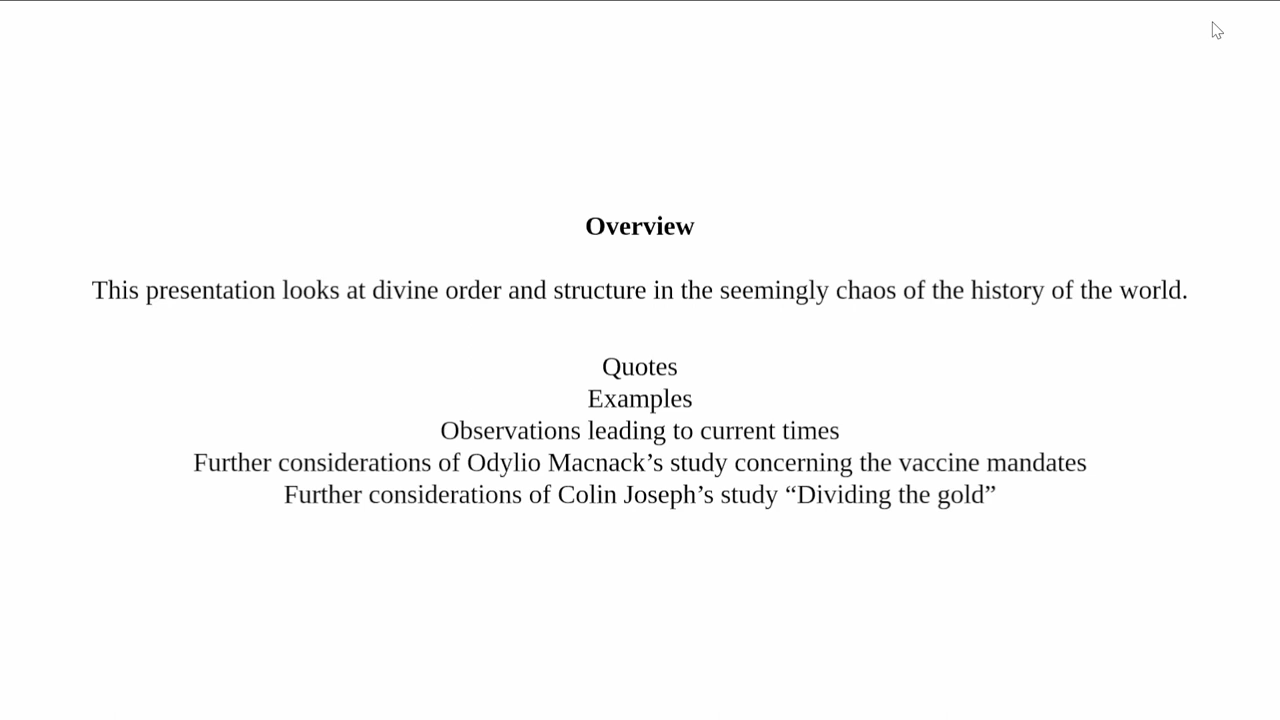 Overview
This presentation looks at divine order and structure in the seemingly chaos of the history of the world.
Quotes
Examples
Observations leading to current times
Further considerations of Odylio Macnack’s study concerning the vaccine mandates
Further considerations of Colin Joseph’s study “Dividing the gold”